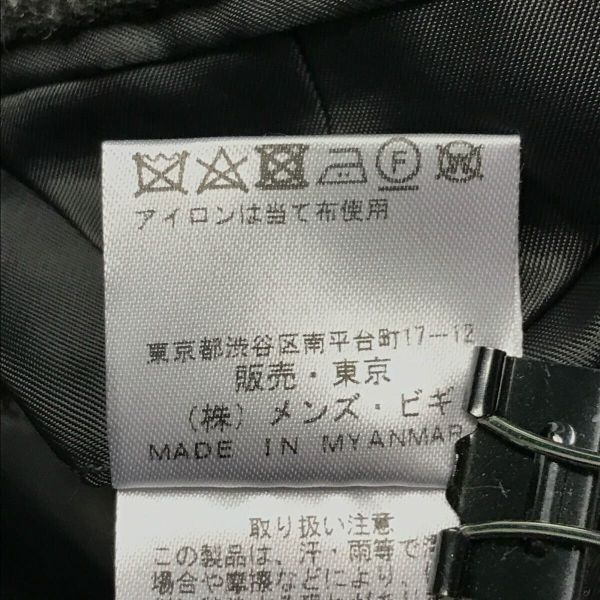 F W
アイロンは当て布使用
東京都渋谷区南平台町17-12
販売・東京
(株)メンズ・ビギ
MADE IN MYANMAR
取り扱い注意
この製品は、汗・雨等で
場合や摩擦などにより、